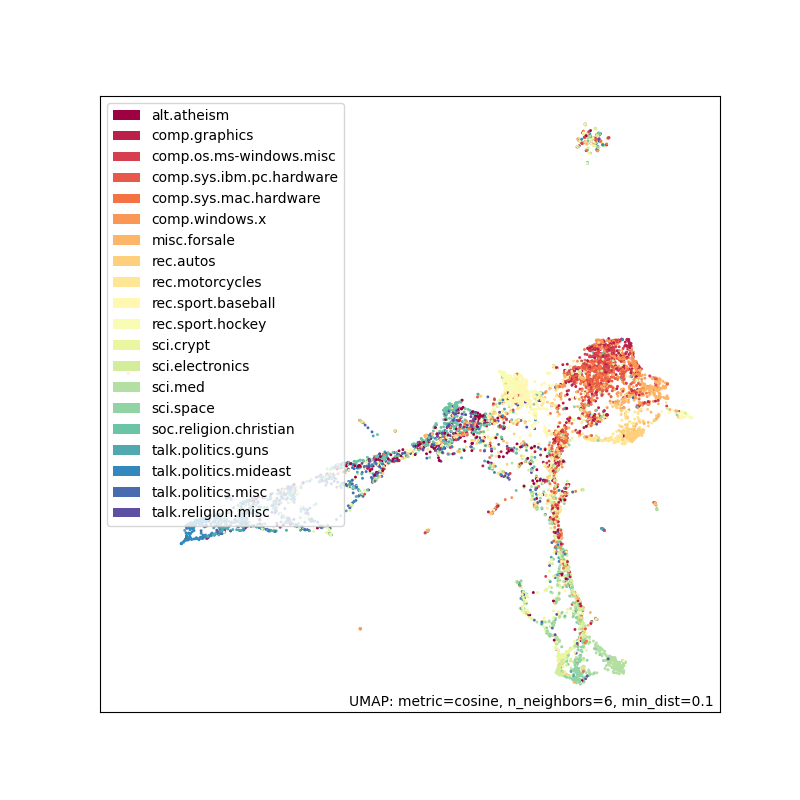 alt.atheism
comp.graphics
comp.os.ms-windows.misc
comp.sys.ibm.pc.hardware
comp.sys.mac.hardware
comp.windows.x
misc.forsale
rec.autos
rec.motorcycles
rec.sport.baseball
rec.sport.hockey
sci.crypt
sci.electronics
sci.med
sci.space
soc.religion.christian
talk.politics.guns
talk.politics.mideast
talk.politics.misc
talk.religion.misc
UMAP: metric=cosine, n_neighbors=6, min_dist=0.1